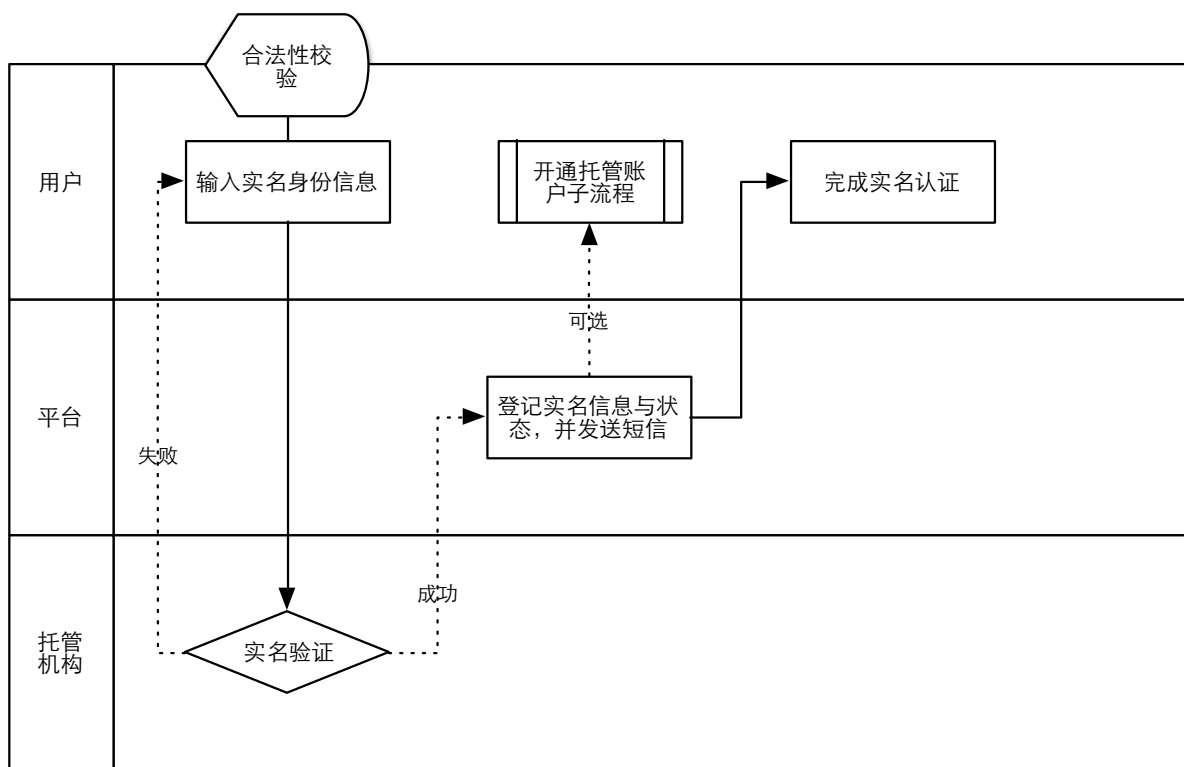 合法性校
验
用户
输入实名身份信息
开通托管账
户子流程
完成实名认证
可选
平台
登记实名信息与状
态，并发送短信
失败
成功
托管
机构
实名验证